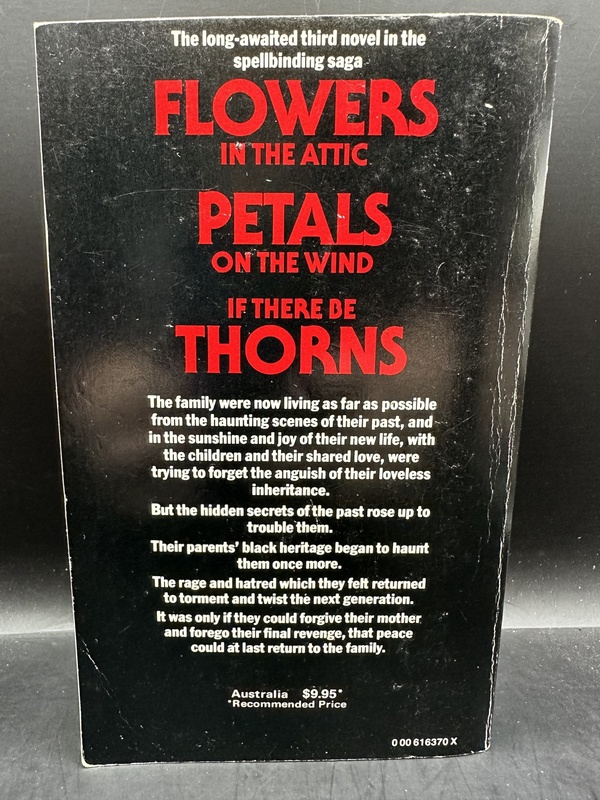 The long-awaited third novel in the
spellbinding saga
FLOWERS
IN THE ATTIC
PETALS
ON THE WIND
IF THERE BE
THORNS
The family were now living as far as possible
from the haunting scenes of their past, and
in the sunshine and joy of their new life, with
the children and their shared love, were
trying to forget the anguish of their loveless
inheritance.
But the hidden secrets of the past rose up to
trouble them.
Their parents' black heritage began to haunt
them once more.
The rage and hatred which they felt returned
to torment and twist the next generation.
It was only if they could forgive their mother
and forego their final revenge, that peace
could at last return to the family.
Australia $9.95*
*Recommended Price
0 00 616370 X